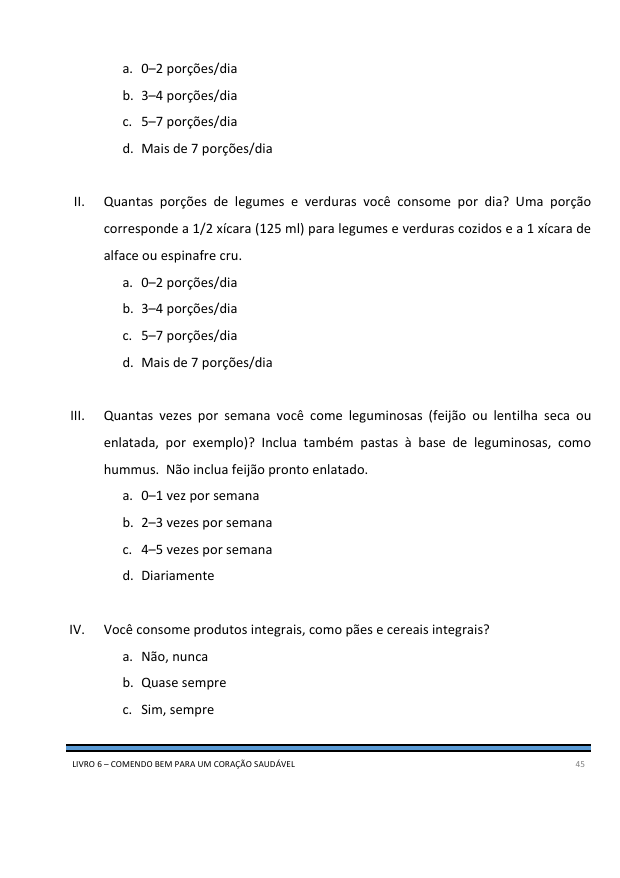 a. 0–2 porções/dia
b. 3–4 porções/dia
c. 5–7 porções/dia
d. Mais de 7 porções/dia
II. Quantas porções de legumes e verduras você consome por dia? Uma porção
corresponde a 1/2 xícara (125 ml) para legumes e verduras cozidos e a 1 xícara de
alface ou espinafre cru.
a. 0–2 porções/dia
b. 3–4 porções/dia
c. 5–7 porções/dia
d. Mais de 7 porções/dia
III. Quantas vezes por semana você come leguminosas (feijão ou lentilha seca ou
enlatada, por exemplo)? Inclua também pastas à base de leguminosas, como
hummus. Não inclua feijão pronto enlatado.
a. 0–1 vez por semana
b. 2–3 vezes por semana
c. 4–5 vezes por semana
d. Diariamente
IV. Você consome produtos integrais, como pães e cereais integrais?
a. Não, nunca
b. Quase sempre
c. Sim, sempre
LIVRO 6 – COMENDO BEM PARA UM CORAÇÃO SAUDÁVEL 45